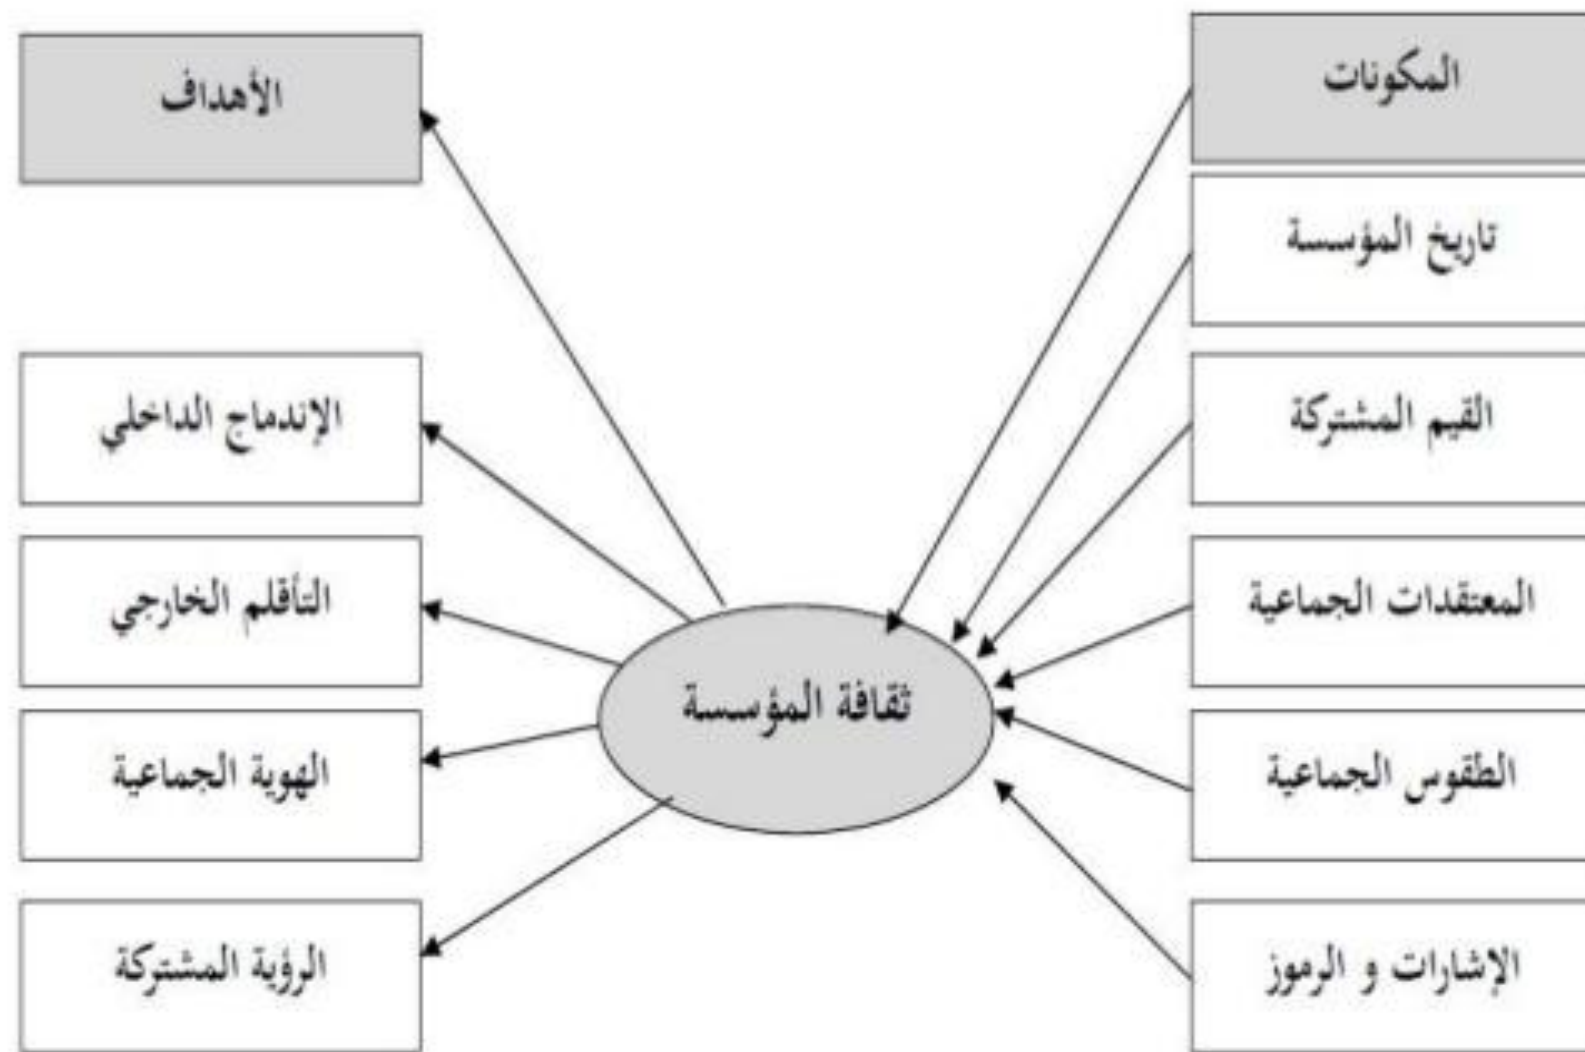 المكونات
تاريخ المؤسسة
القيم المشتركة
المعتقدات الجماعية
الطقوس الجماعية
الإشارات و الرموز
ثقافة المؤسسة
الأهداف
الإندماج الداخلي
التأقلم الخارجي
الهوية الجماعية
الرؤية المشتركة